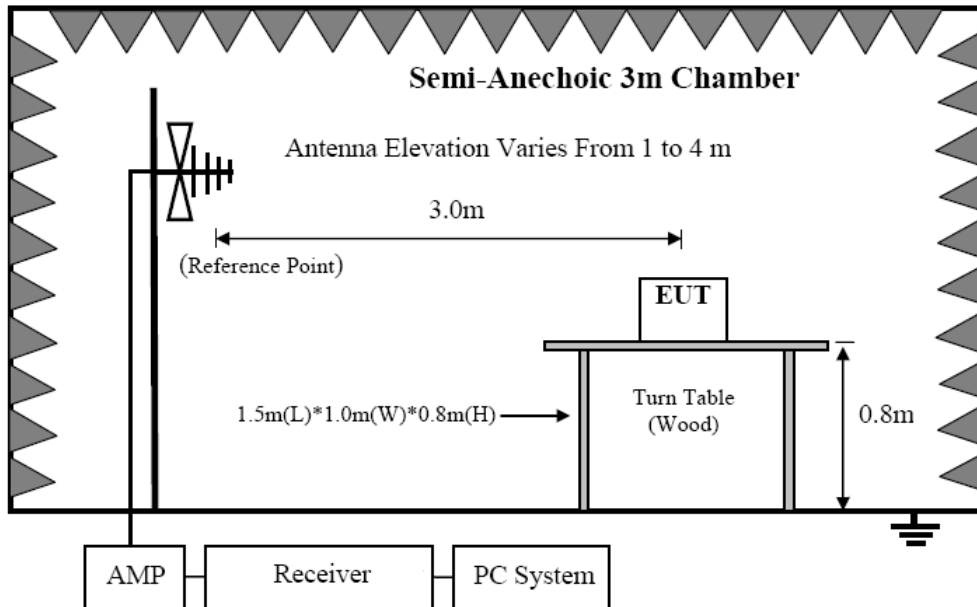 Semi-Anechoic 3m Chamber
Antenna Elevation Varies From 1 to 4 m
3.0m
(Reference Point)
EUT
1.5m(L)*1.0m(W)*0.8m(H)
Turn Table
(Wood)
0.8m
AMP
Receiver
PC System